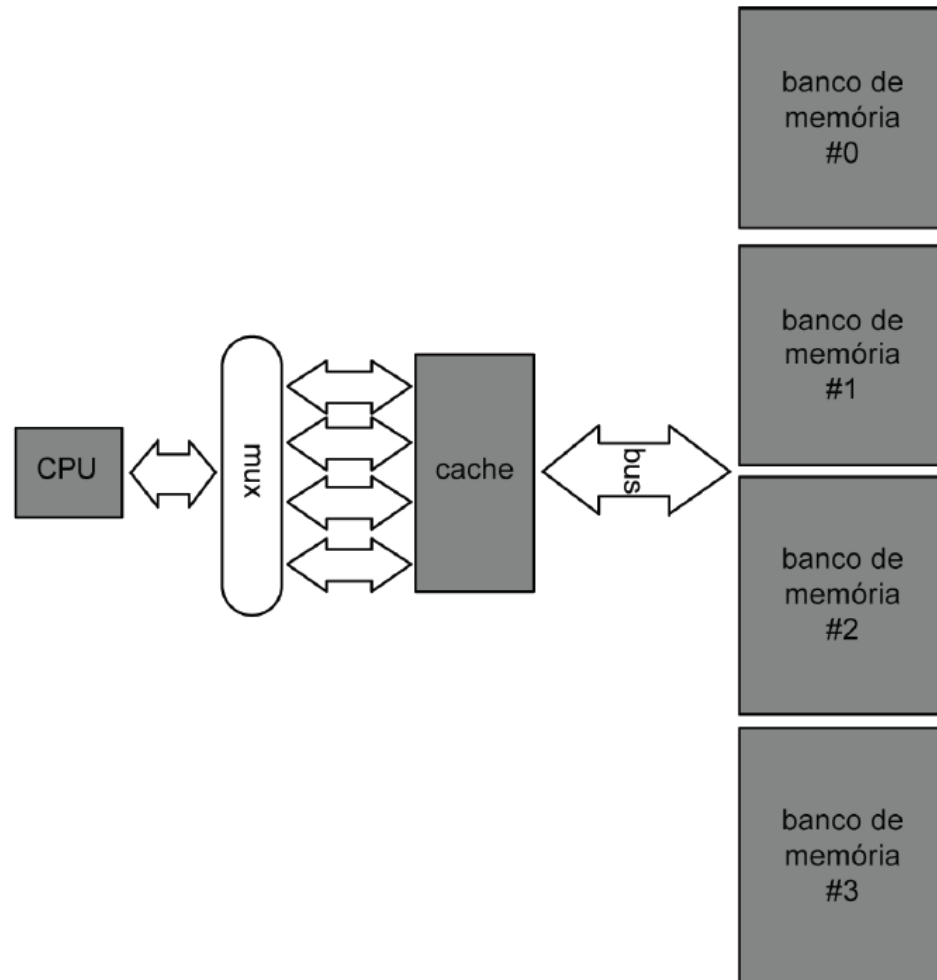 banco de
memória
#0
banco de
memória
#1
CPU
mux
cache
bus
banco de
memória
#2
banco de
memória
#3